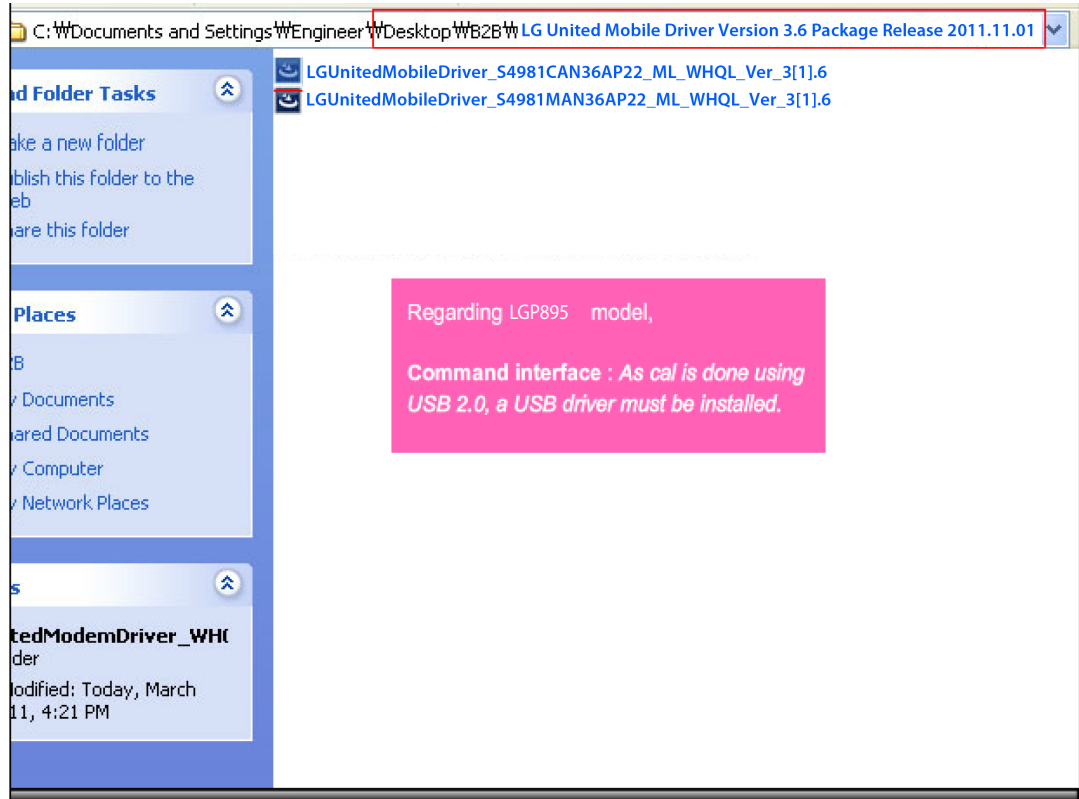 C:₩Documents and Settings₩Engineer₩Desktop₩B2B₩ LG United Mobile Driver Version 3.6 Package Release 2011.11.01
LGUnitedMobileDriver_S4981CAN36AP22_ML_WHQL_Ver_3[1].6
LGUnitedMobileDriver_S4981MAN36AP22_ML_WHQL_Ver_3[1].6
nd Folder Tasks
ake a new folder
blish this folder to the
eb
are this folder
Places
2B
y Documents
ared Documents
y Computer
y Network Places
s
tedModemDriver_WH(
der
Modified: Today, March
11, 4:21 PM
Regarding LGP895 model,
Command interface : As cal is done using
USB 2.0, a USB driver must be installed.